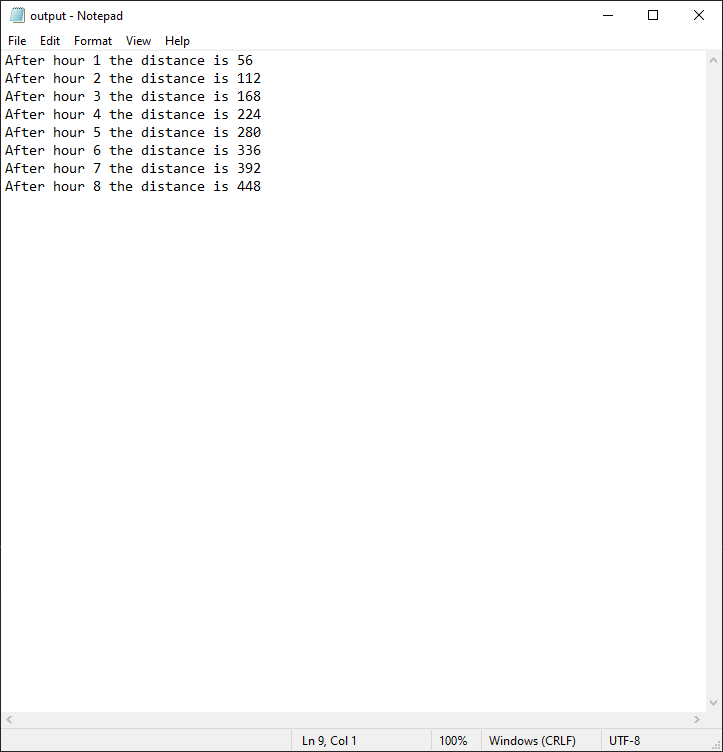 output - Notepad
File Edit Format View Help
After hour 1 the distance is 56
After hour 2 the distance is 112
After hour 3 the distance is 168
After hour 4 the distance is 224
After hour 5 the distance is 280
After hour 6 the distance is 336
After hour 7 the distance is 392
After hour 8 the distance is 448
Ln 9, Col 1 100% Windows (CRLF) UTF-8